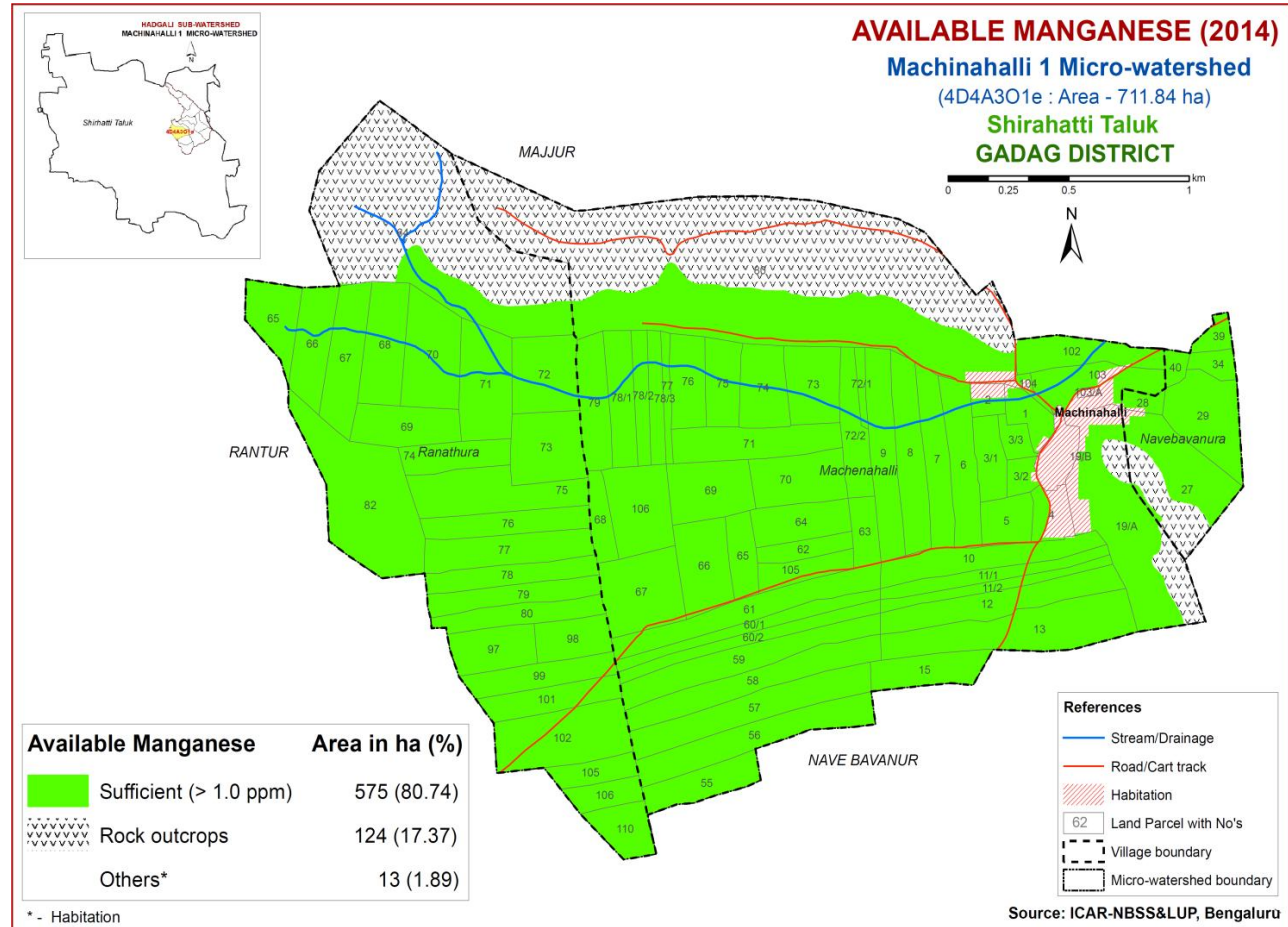 HADGALI SUB-WATERSHED
MACHINAHALLI 1 MICRO-WATERSHED
N
Shirhatti Taluk
4D4A3O1e
AVAILABLE MANGANESE (2014)
Machinahalli 1 Micro-watershed
(4D4A3O1e : Area - 711.84 ha)
Shirahatti Taluk
GADAG DISTRICT
0 0.25 0.5 1 km
N
MAJJUR
RANTUR
NAVE BAVANUR
Ranathura
Machenahalli
Machinahalli
Navebavanura
65
66
67
68
70
71
72
69
74
73
75
82
76
77
78
79
80
97
98
99
101
102
105
106
110
79
78/1
78/2
77
78/3
76
75
74
73
72/1
72/2
71
70
69
68
106
67
66
65
64
62
105
63
61
60/1
60/2
59
58
57
56
55
9
8
7
6
5
2
1
3/3
3/1
3/2
4
10
11/1
11/2
12
13
15
102
103
104
103/A
19/B
19/A
40
39
34
28
29
27
Available Manganese Area in ha (%)
Sufficient (> 1.0 ppm) 575 (80.74)
Rock outcrops 124 (17.37)
Others* 13 (1.89)
* - Habitation
References
Stream/Drainage
Road/Cart track
Habitation
62 Land Parcel with No's
Village boundary
Micro-watershed boundary
Source: ICAR-NBSS&LUP, Bengaluru